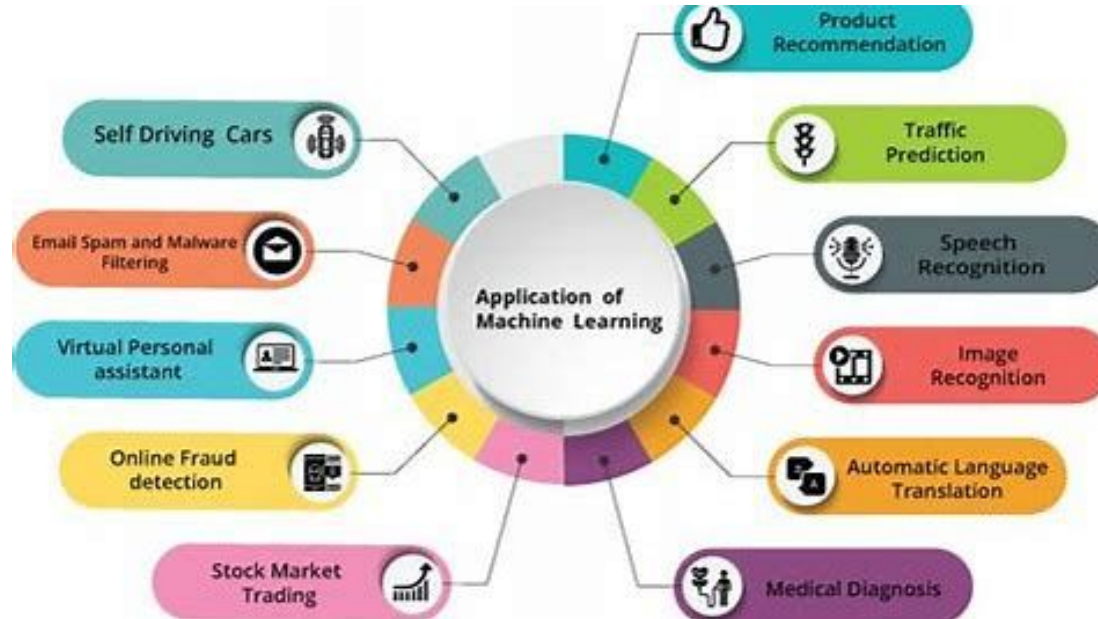 Application of
Machine Learning
Product
Recommendation
Traffic
Prediction
Speech
Recognition
Image
Recognition
Automatic Language
Translation
Medical Diagnosis
Stock Market
Trading
Online Fraud
detection
Virtual Personal
assistant
Email Spam and Malware
Filtering
Self Driving Cars